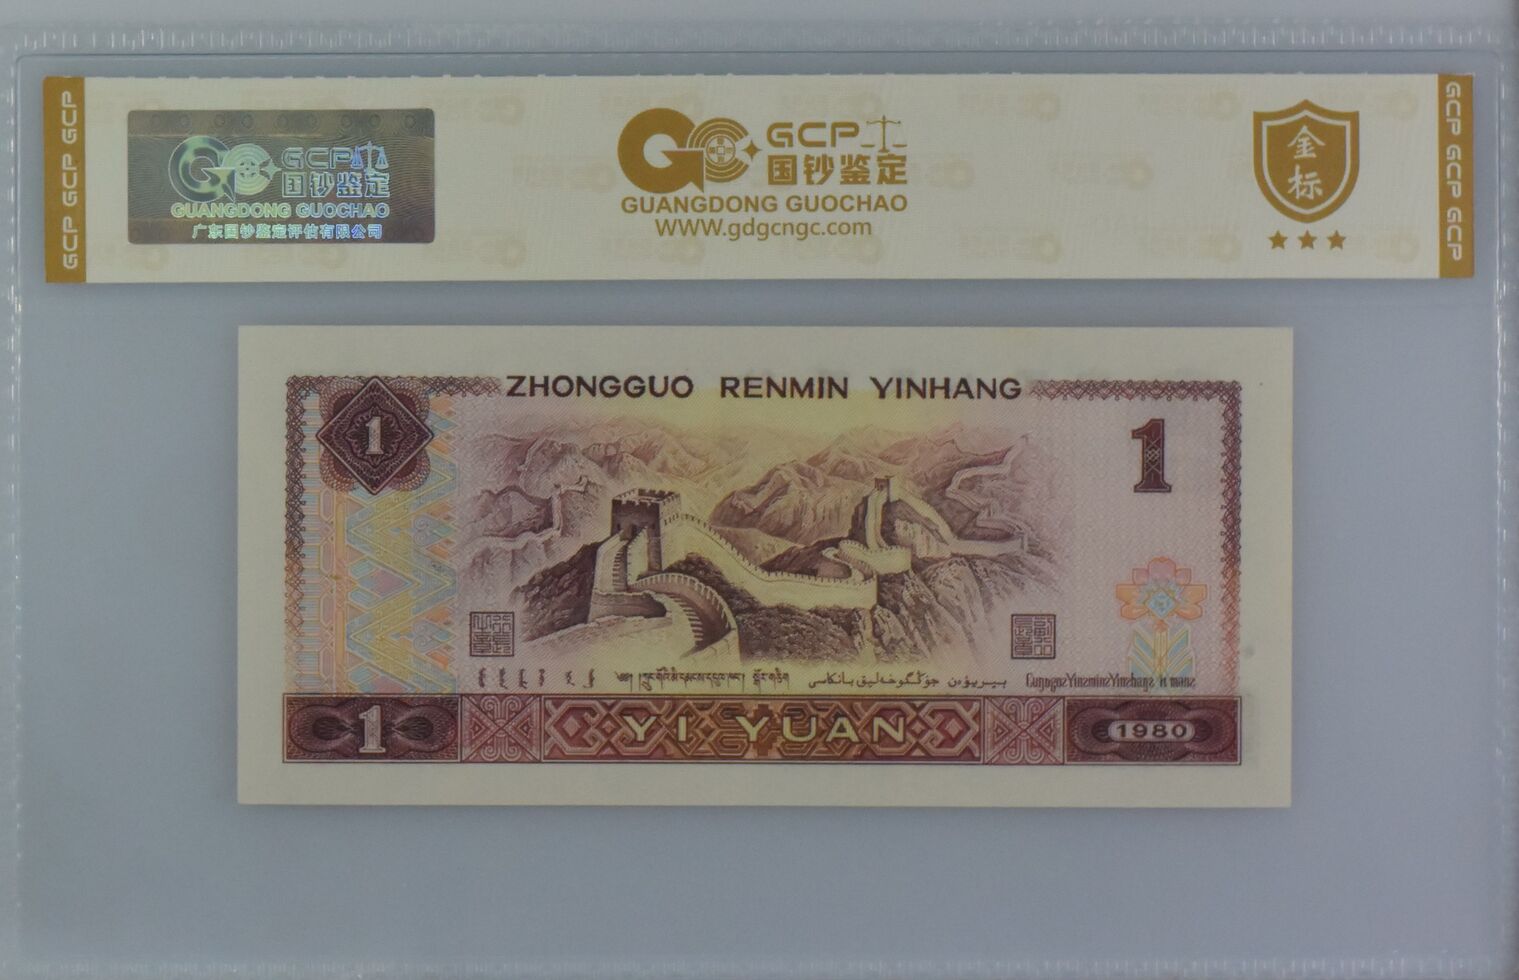 GCP GCP GCP
GCP
国钞鉴定
GUANGDONG GUOCHAO
广东国钞鉴定评估有限公司
GCP
国钞鉴定
GUANGDONG GUOCHAO
WWW.gdgcngc.com
金
标
GCP GCP GCP
ZHONGGUO RENMIN YINHANG
1
1
1
YI YUAN
1980